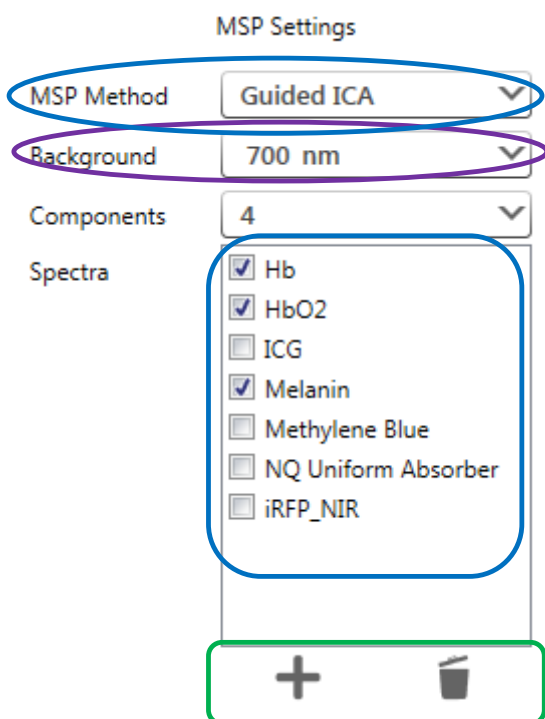 MSP Settings
MSP Method Guided ICA
Background 700 nm
Components 4
Spectra Hb
HbO2
ICG
Melanin
Methylene Blue
NQ Uniform Absorber
iRFP_NIR